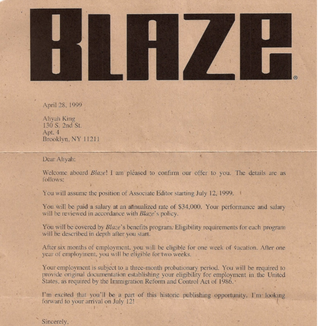 BLAZE
April 28, 1999
Aliyah King
130 S. 2nd St.
Apt. 4
Brooklyn, NY 11211
Dear Aliyah:
Welcome aboard Blaze! I am pleased to confirm our offer to you. The details are as
follows:
You will assume the position of Associate Editor starting July 12, 1999.
You will be paid a salary at an annualized rate of $34,000. Your performance and salary
will be reviewed in accordance with Blaze's policy.
You will be covered by Blaze's benefits programs. Eligibility requirements for each program
will be described in depth after you start.
After six months of employment, you will be eligible for one week of vacation. After one
year of employment, you will be eligible for two weeks.
Your employment is subject to a three-month probationary period. You will be required to
provide original documentation establishing your eligibility for employment in the United
States, as required by the Immigration Reform and Control Act of 1986.
I'm excited that you'll be a part of this historic publishing opportunity. I'm looking
forward to your arrival on July 12!
Sincerely,